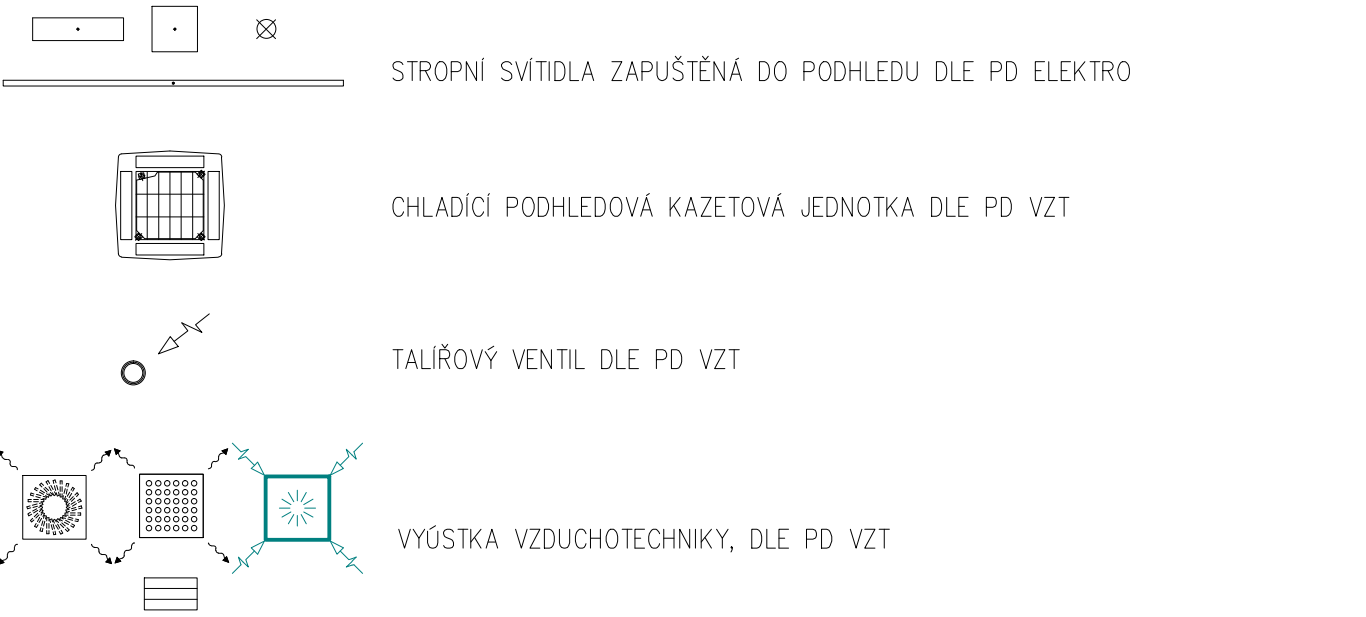 STROPNÍ SVÍTIDLA ZAPUŠTĚNÁ DO PODHLEDU DLE PD ELEKTRO
CHLADÍCÍ PODHLEDOVÁ KAZETOVÁ JEDNOTKA DLE PD VZT
TALÍŘOVÝ VENTIL DLE PD VZT
VYÚSTKA VZDUCHOTECHNIKY, DLE PD VZT